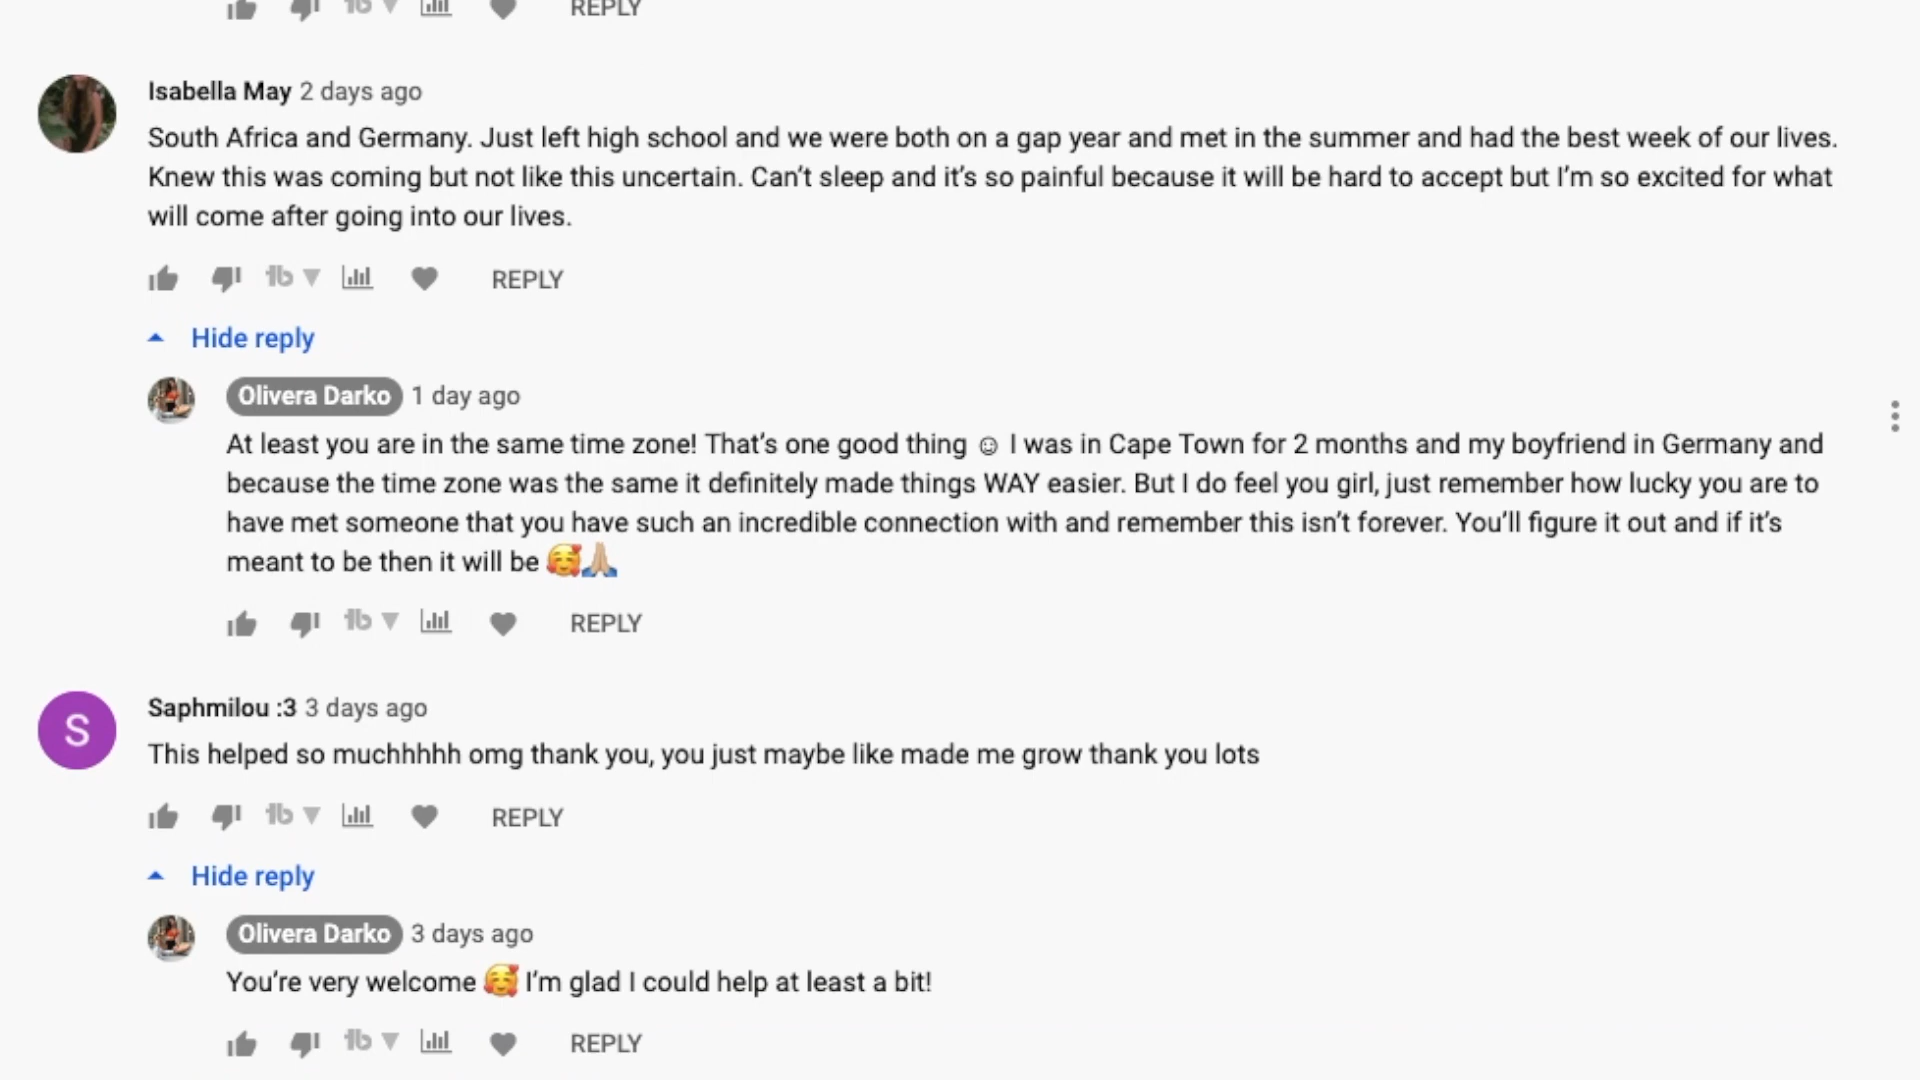 REPLY
Isabella May 2 days ago
South Africa and Germany. Just left high school and we were both on a gap year and met in the summer and had the best week of our lives.
Knew this was coming but not like this uncertain. Can't sleep and it's so painful because it will be hard to accept but I'm so excited for what
will come after going into our lives.
tb REPLY
Hide reply
Olivera Darko 1 day ago
At least you are in the same time zone! That's one good thing ☺ I was in Cape Town for 2 months and my boyfriend in Germany and
because the time zone was the same it definitely made things WAY easier. But I do feel you girl, just remember how lucky you are to
have met someone that you have such an incredible connection with and remember this isn't forever. You'll figure it out and if it's
meant to be then it will be 🥰🙏🏼
tb REPLY
S
Saphmilou :3 3 days ago
This helped so muchhhhh omg thank you, you just maybe like made me grow thank you lots
tb REPLY
Hide reply
Olivera Darko 3 days ago
You're very welcome 🥰 I'm glad I could help at least a bit!
tb REPLY